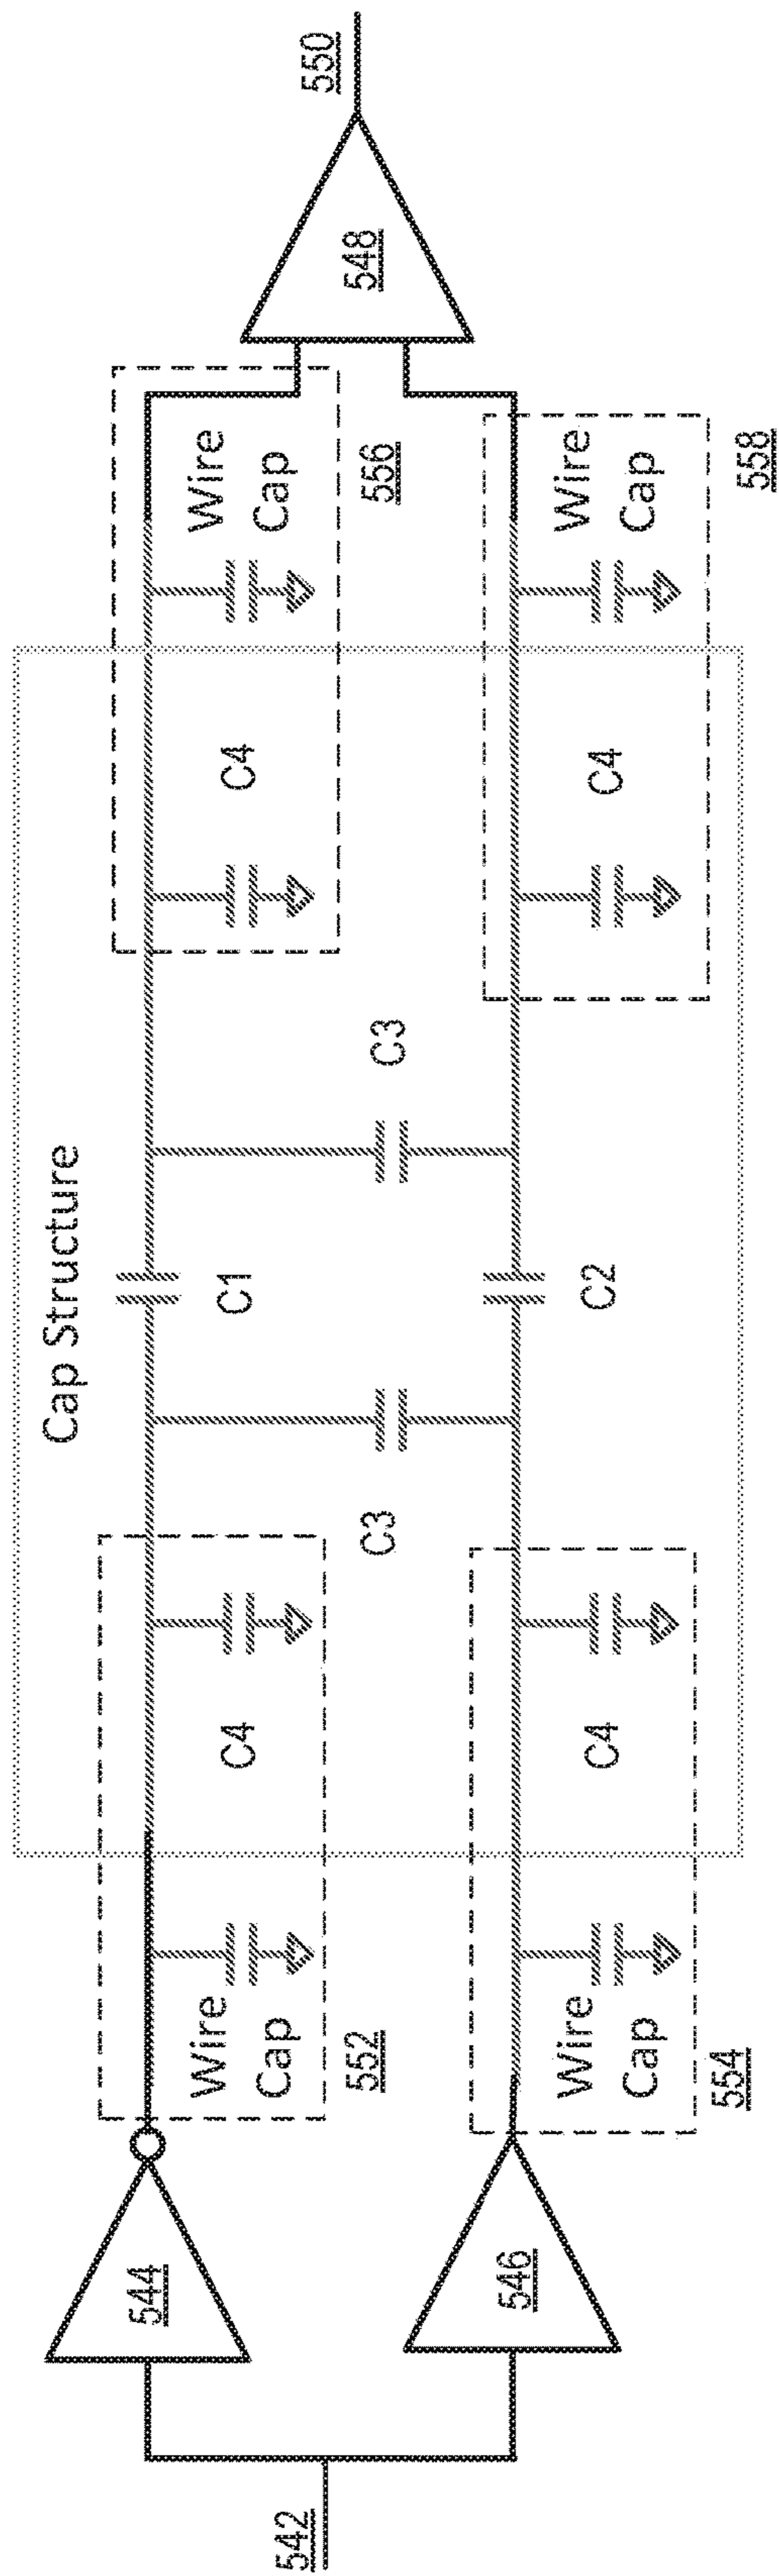 Cap Structure
542
544
546
Wire
Cap
552
Wire
Cap
554
C4
C4
C3
C1
C2
C3
C4
C4
Wire
Cap
556
Wire
Cap
558
548
550